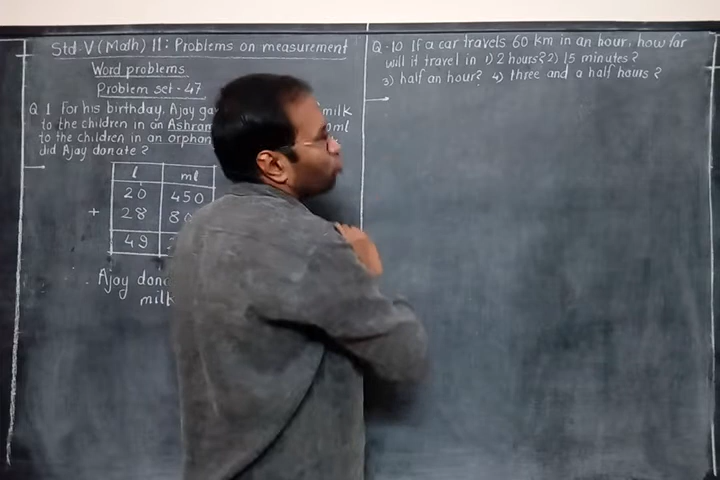 Std-V (Math) 11: Problems on measurement
Word problems
Problem set - 47
Q.1 For his birthday, Ajay milk
to the children in an Ashram ml
to the children in an orphan
did Ajay donate?
l ml
20 450
+ 28
49
Ajay
milk
Q.10 If a car travels 60 km in an hour, how far
will it travel in 1) 2 hours? 2) 15 minutes?
3) half an hour? 4) three and a half hours?